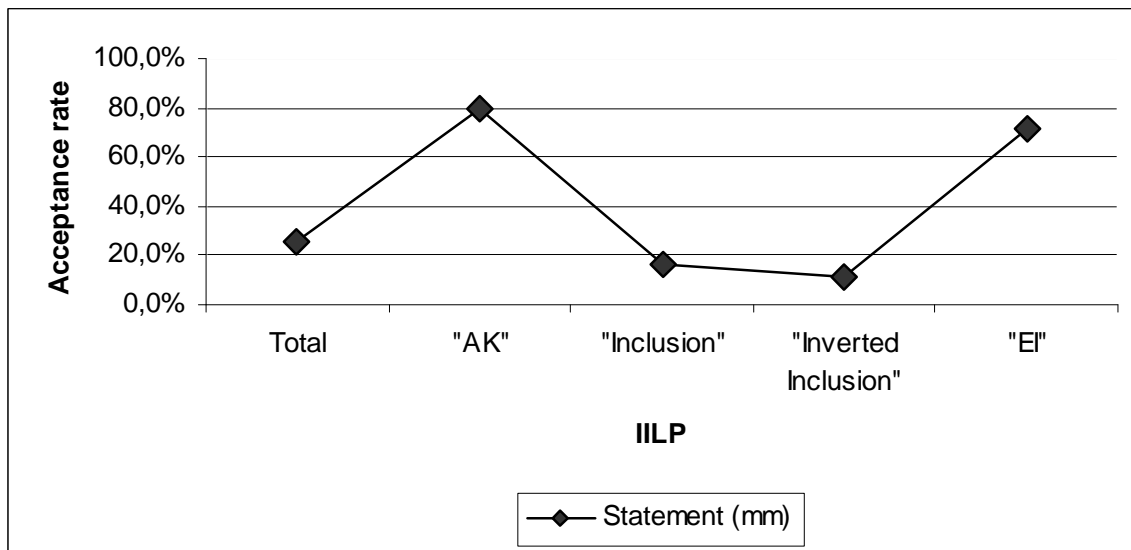 100,0%
80,0%
60,0%
40,0%
20,0%
0,0%
Acceptance rate
Total
"AK"
"Inclusion"
"Inverted
Inclusion"
"EI"
IILP
Statement (mm)